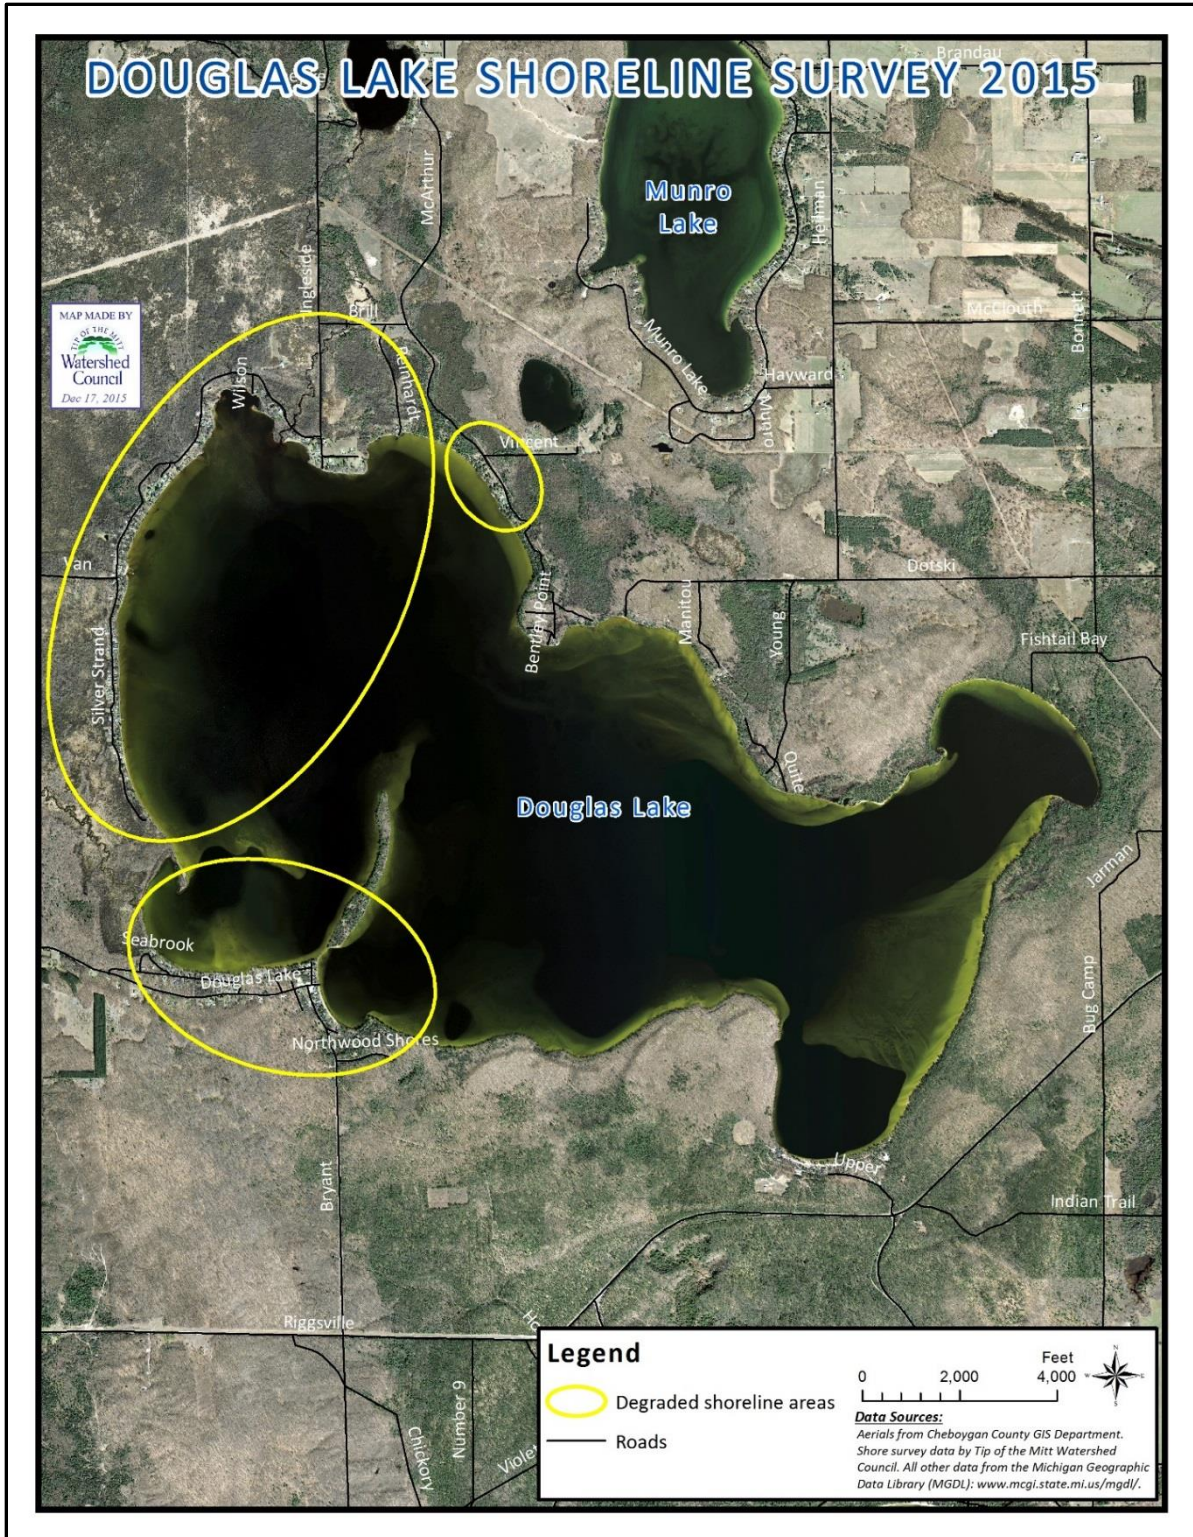 DOUGLAS LAKE SHORELINE SURVEY 2015
Brandau
Munro
Lake
McArthur
Hedman
Ingleside
Brill
McClouth
Bonnett
MAP MADE BY
TIP OF THE MITT
Watershed
Council
Dec 17, 2015
Munro Lake
Wilson
Reinhardt
Hayward
Munro
Vincent
Van
Dotski
Bentley Point
Manitou
Young
Fishtail Bay
Silver Strand
Outle
Douglas Lake
Jarman
Seabrook
Douglas Lake
Bug Camp
Northwood Shores
Upper
Bryant
Indian Trail
Riggsville
Ho
Number 9
Chickory
Violet
Legend
Degraded shoreline areas
Roads
Feet
0 2,000 4,000
N
W E
S
Data Sources:
Aerials from Cheboygan County GIS Department.
Shore survey data by Tip of the Mitt Watershed
Council. All other data from the Michigan Geographic
Data Library (MGDL): www.mcgi.state.mi.us/mgdl/.